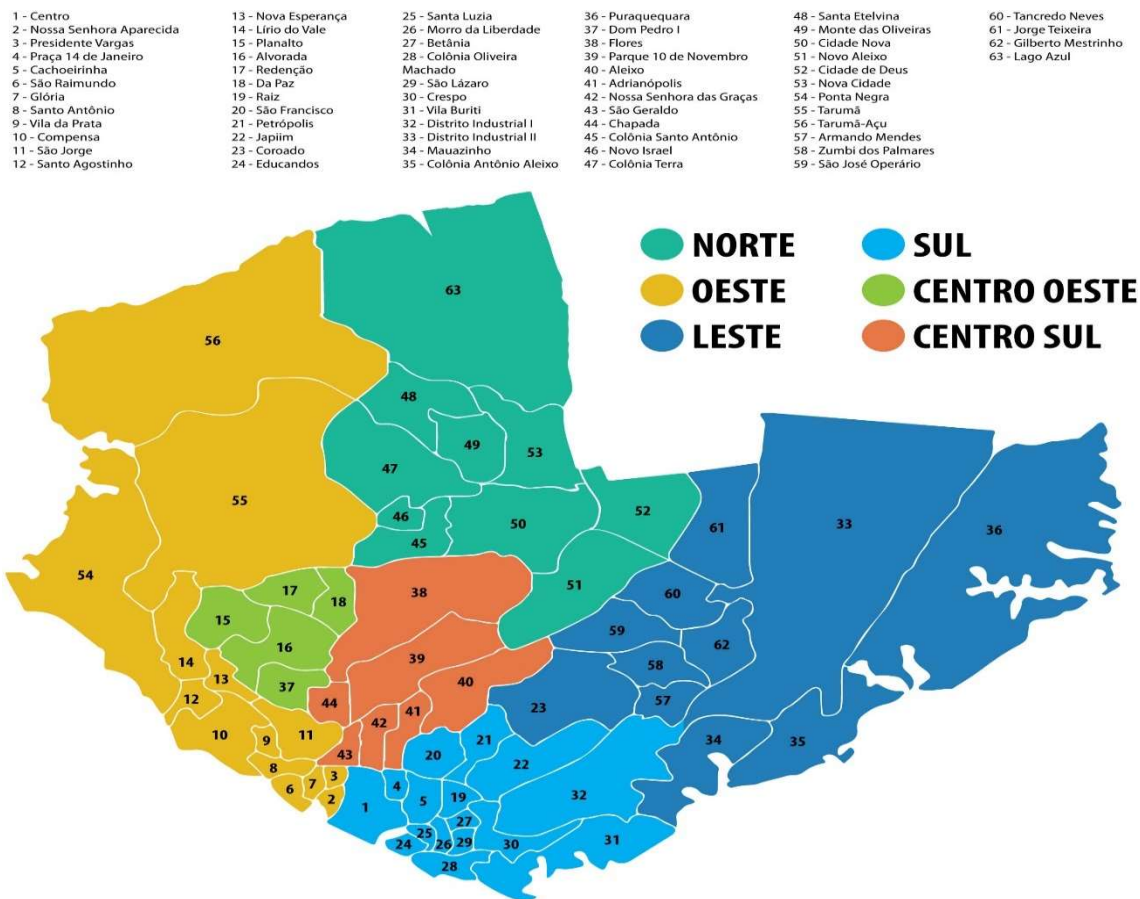 1 - Centro
2 - Nossa Senhora Aparecida
3 - Presidente Vargas
4 - Praça 14 de Janeiro
5 - Cachoeirinha
6 - São Raimundo
7 - Glória
8 - Santo Antônio
9 - Vila da Prata
10 - Compensa
11 - São Jorge
12 - Santo Agostinho
13 - Nova Esperança
14 - Lírio do Vale
15 - Planalto
16 - Alvorada
17 - Redenção
18 - Da Paz
19 - Raiz
20 - São Francisco
21 - Petrópolis
22 - Japiim
23 - Coroado
24 - Educandos
25 - Santa Luzia
26 - Morro da Liberdade
27 - Betânia
28 - Colônia Oliveira
Machado
29 - São Lázaro
30 - Crespo
31 - Vila Buriti
32 - Distrito Industrial I
33 - Distrito Industrial II
34 - Mauazinho
35 - Colônia Antônio Aleixo
36 - Puraquequara
37 - Dom Pedro I
38 - Flores
39 - Parque 10 de Novembro
40 - Aleixo
41 - Adrianópolis
42 - Nossa Senhora das Graças
43 - São Geraldo
44 - Chapada
45 - Colônia Santo Antônio
46 - Novo Israel
47 - Colônia Terra
48 - Santa Etelvina
49 - Monte das Oliveiras
50 - Cidade Nova
51 - Novo Aleixo
52 - Cidade de Deus
53 - Nova Cidade
54 - Ponta Negra
55 - Tarumã
56 - Tarumã-Açu
57 - Armando Mendes
58 - Zumbi dos Palmares
59 - São José Operário
60 - Tancredo Neves
61 - Jorge Teixeira
62 - Gilberto Mestrinho
63 - Lago Azul
NORTE
OESTE
LESTE
SUL
CENTRO OESTE
CENTRO SUL
63
56
48
49
53
47
55
46
50
45
52
61
33
36
54
17
18
38
51
60
15
16
59
62
14
13
39
58
12
37
40
57
44
10
9
11
42
41
23
43
8
20
21
22
34
35
6
7
3
2
1
4
5
19
32
27
25
24
26
29
30
31
28